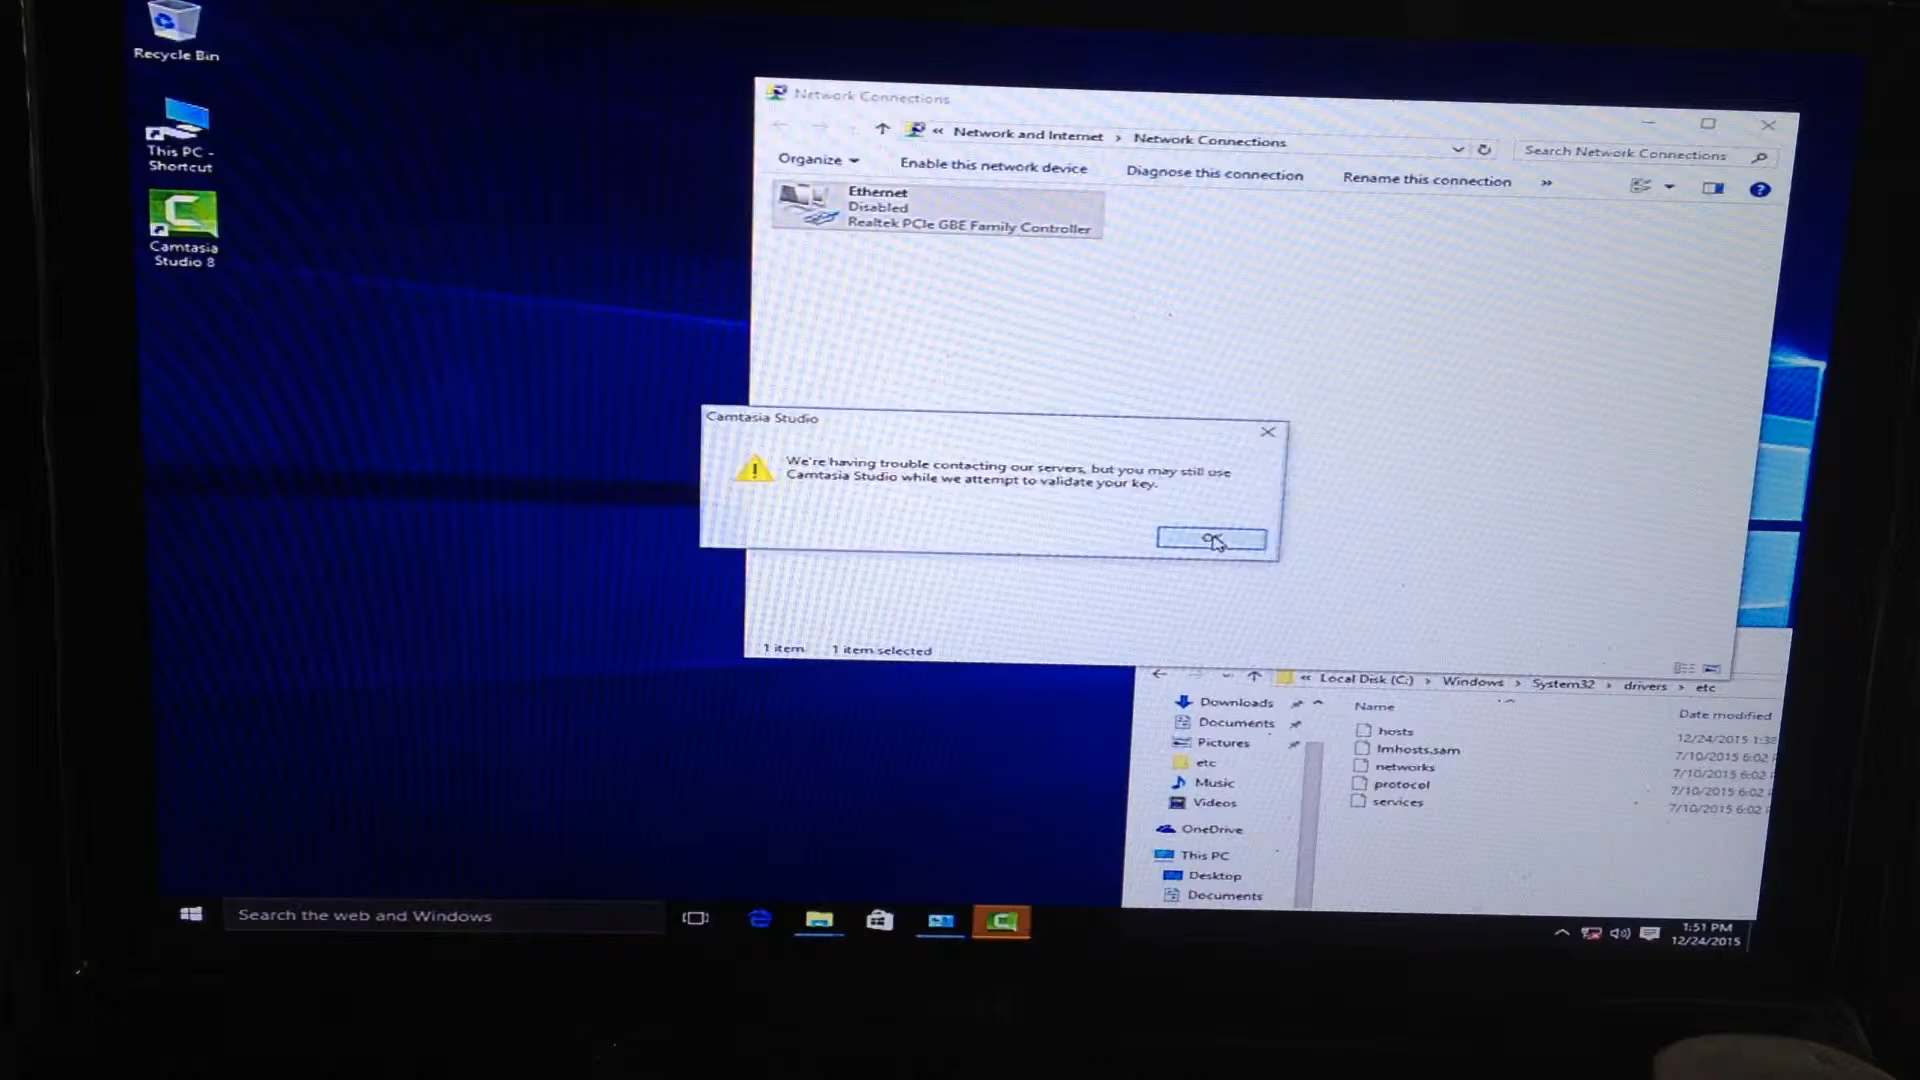 Recycle Bin
This PC -
Shortcut
Camtasia
Studio 8
Network Connections
« Network and Internet > Network Connections
Search Network Connections
Organize
Enable this network device
Diagnose this connection
Rename this connection
»
Ethernet
Disabled
Realtek PCIe GBE Family Controller
Camtasia Studio
We're having trouble contacting our servers, but you may still use
Camtasia Studio while we attempt to validate your key.
OK
1 item
1 item selected
« Local Disk (C:) > Windows > System32 > drivers > etc
Downloads
Documents
Pictures
etc
Music
Videos
OneDrive
This PC
Desktop
Documents
Name
Date modified
hosts
12/24/2015 1:38
lmhosts.sam
7/10/2015 6:02
networks
7/10/2015 6:02
protocol
7/10/2015 6:02
services
7/10/2015 6:02
Search the web and Windows
1:51 PM
12/24/2015